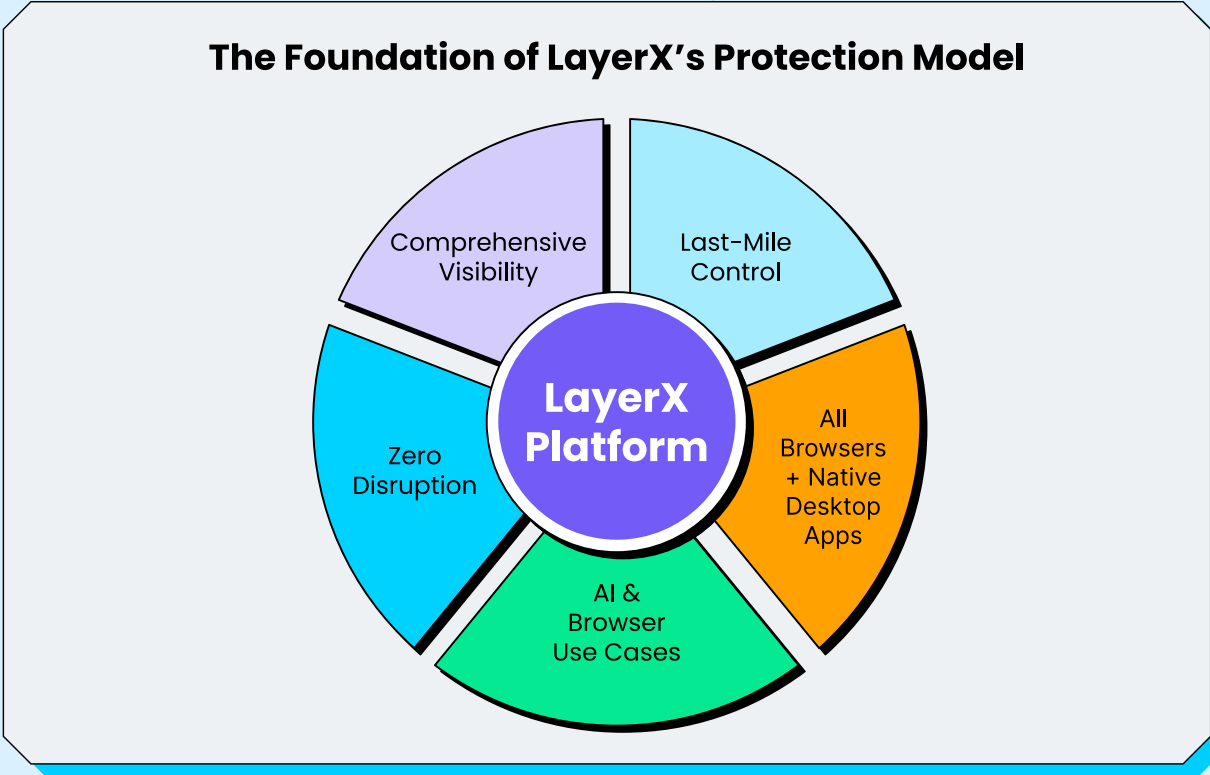 The Foundation of LayerX’s Protection Model
Comprehensive
Visibility
Last-Mile
Control
LayerX
Platform
All
Browsers
+ Native
Desktop
Apps
Zero
Disruption
AI &
Browser
Use Cases